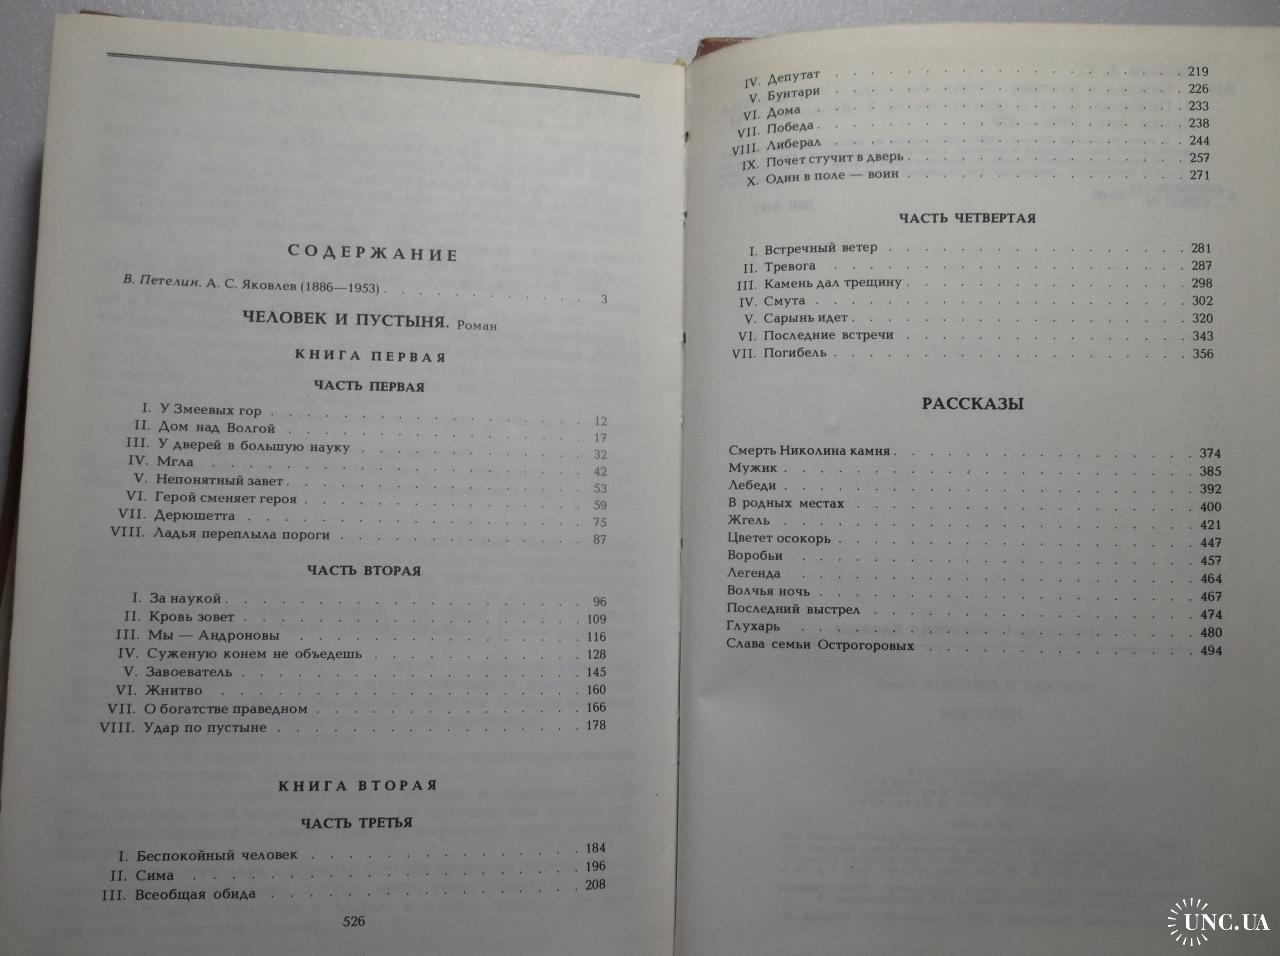 СОДЕРЖАНИЕ
В. Петелин. А. С. Яковлев (1886—1953) . . . . . . . . . . . 3
ЧЕЛОВЕК И ПУСТЫНЯ. Роман
КНИГА ПЕРВАЯ
ЧАСТЬ ПЕРВАЯ
I. У Змеевых гор . . . . . . . . . . 12
II. Дом над Волгой . . . . . . . . . . 17
III. У дверей в большую науку . . . . . . . . . . 32
IV. Мгла . . . . . . . . . . 42
V. Непонятный завет . . . . . . . . . . 53
VI. Герой сменяет героя . . . . . . . . . . 59
VII. Дерюшетта . . . . . . . . . . 75
VIII. Ладья переплыла пороги . . . . . . . . . . 87
ЧАСТЬ ВТОРАЯ
I. За наукой . . . . . . . . . . 96
II. Кровь зовет . . . . . . . . . . 109
III. Мы — Андроновы . . . . . . . . . . 116
IV. Суженую конем не объедешь . . . . . . . . . . 128
V. Завоеватель . . . . . . . . . . 145
VI. Жнитво . . . . . . . . . . 160
VII. О богатстве праведном . . . . . . . . . . 166
VIII. Удар по пустыне . . . . . . . . . . 178
КНИГА ВТОРАЯ
ЧАСТЬ ТРЕТЬЯ
I. Беспокойный человек . . . . . . . . . . 184
II. Сима . . . . . . . . . . 196
III. Всеобщая обида . . . . . . . . . . 208
526
IV. Депутат . . . . . . . . . . 219
V. Бунтари . . . . . . . . . . 226
VI. Дома . . . . . . . . . . 233
VII. Победа . . . . . . . . . . 238
VIII. Либерал . . . . . . . . . . 244
IX. Почет стучит в дверь . . . . . . . . . . 257
X. Один в поле — воин . . . . . . . . . . 271
ЧАСТЬ ЧЕТВЕРТАЯ
I. Встречный ветер . . . . . . . . . . 281
II. Тревога . . . . . . . . . . 287
III. Камень дал трещину . . . . . . . . . . 298
IV. Смута . . . . . . . . . . 302
V. Сарынь идет . . . . . . . . . . 320
VI. Последние встречи . . . . . . . . . . 343
VII. Погибель . . . . . . . . . . 356
РАССКАЗЫ
Смерть Николина камня . . . . . . . . . . 374
Мужик . . . . . . . . . . 385
Лебеди . . . . . . . . . . 392
В родных местах . . . . . . . . . . 400
Жгель . . . . . . . . . . 421
Цветет осокорь . . . . . . . . . . 447
Воробьи . . . . . . . . . . 457
Легенда . . . . . . . . . . 464
Волчья ночь . . . . . . . . . . 467
Последний выстрел . . . . . . . . . . 474
Глухарь . . . . . . . . . . 480
Слава семьи Острогоровых . . . . . . . . . . 494
UNC.UA